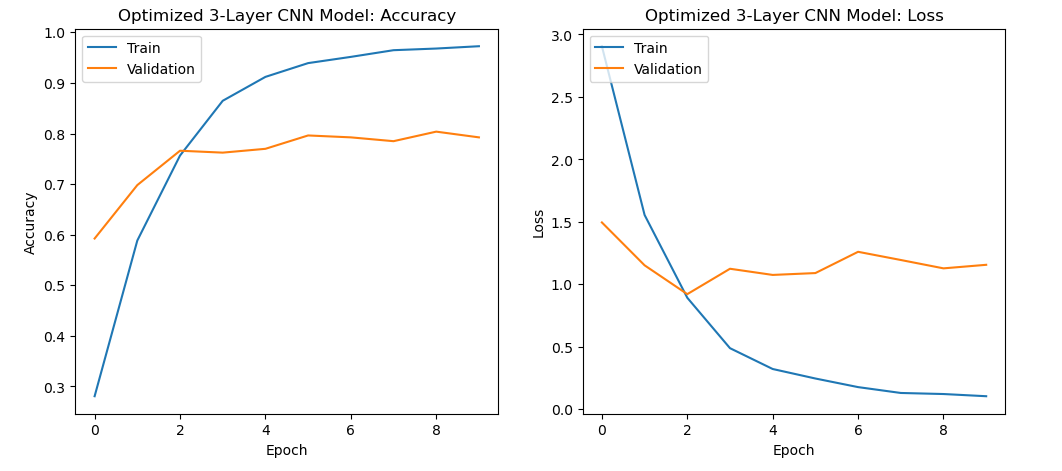 Optimized 3-Layer CNN Model: Accuracy
1.0
0.9
0.8
0.7
0.6
0.5
0.4
0.3
Accuracy
Train
Validation
0 2 4 6 8
Epoch
Optimized 3-Layer CNN Model: Loss
3.0
2.5
2.0
1.5
1.0
0.5
0.0
Loss
Train
Validation
0 2 4 6 8
Epoch